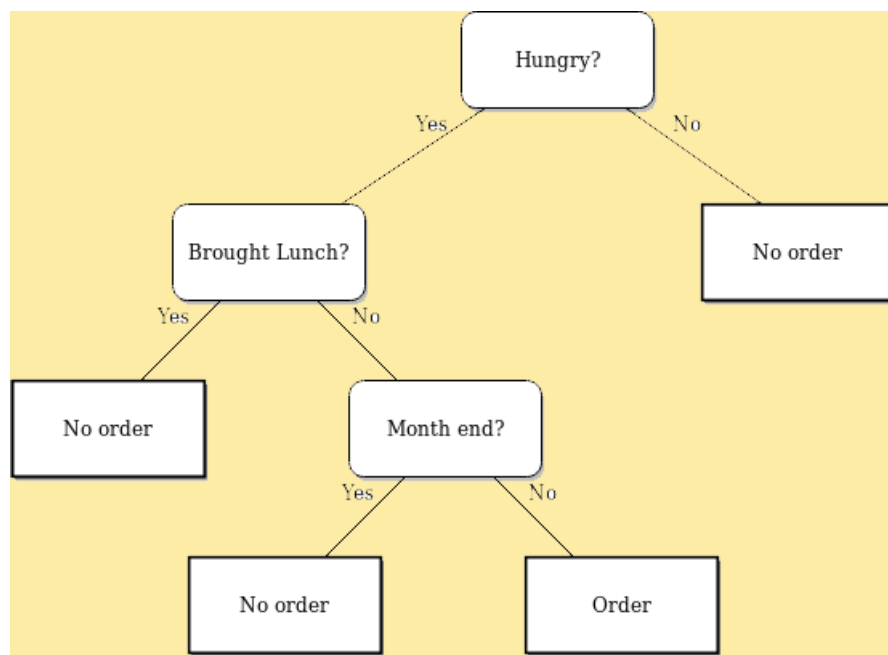 Hungry?
Yes
No
Brought Lunch?
No order
Yes
No
No order
Month end?
Yes
No
No order
Order